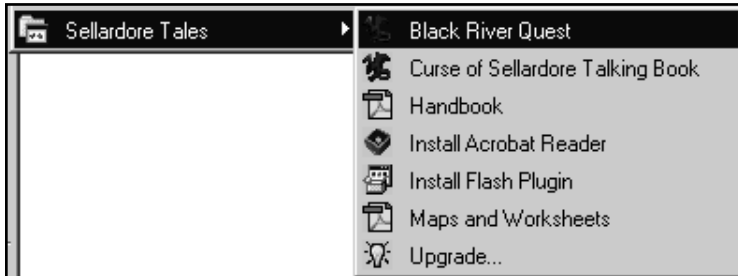 Sellardore Tales
Black River Quest
Curse of Sellardore Talking Book
Handbook
Install Acrobat Reader
Install Flash Plugin
Maps and Worksheets
Upgrade...